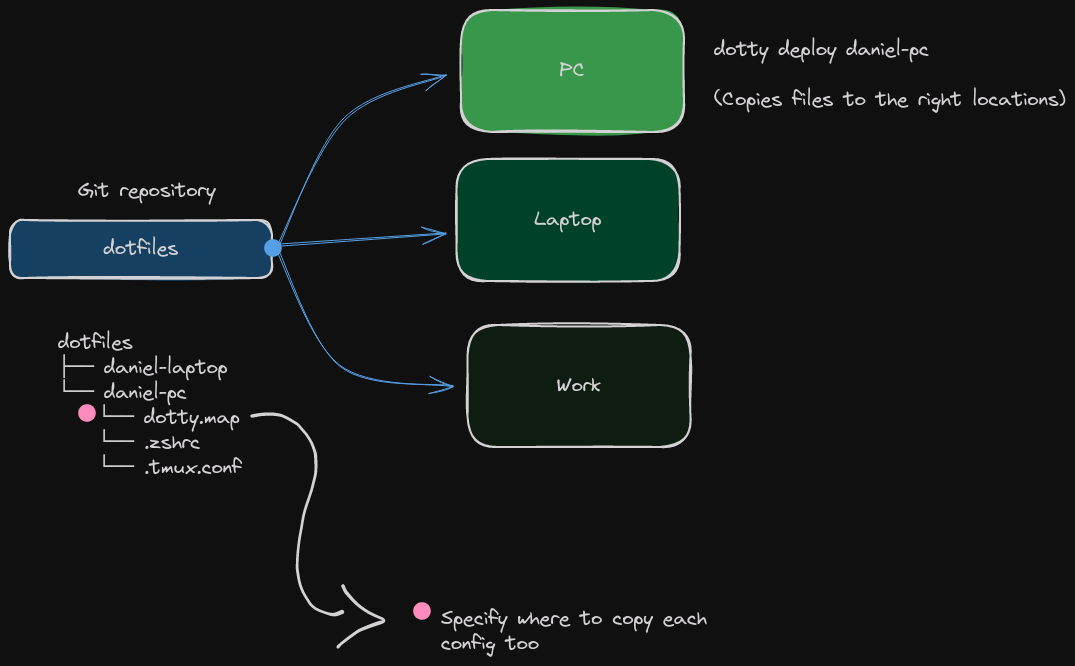 PC
dotty deploy daniel-pc
(Copies files to the right locations)
Git repository
dotfiles
Laptop
Work
dotfiles
├── daniel-laptop
└── daniel-pc
└── dotty.map
└── .zshrc
└── .tmux.conf
Specify where to copy each
config too